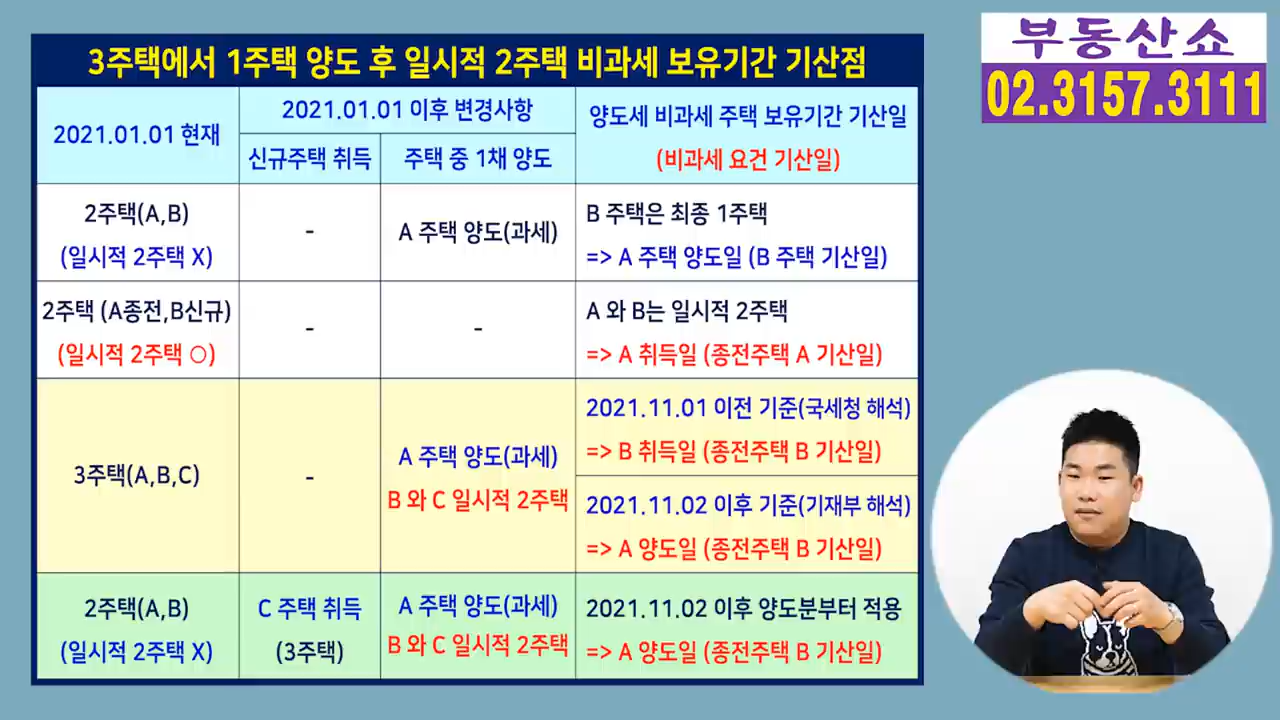 3주택에서 1주택 양도 후 일시적 2주택 비과세 보유기간 기산점
부동산쇼
02.3157.3111
2021.01.01 현재
2021.01.01 이후 변경사항
신규주택 취득
주택 중 1채 양도
양도세 비과세 주택 보유기간 기산일
(비과세 요건 기산일)
2주택(A,B)
(일시적 2주택 X)
-
A 주택 양도(과세)
B 주택은 최종 1주택
=> A 주택 양도일 (B 주택 기산일)
2주택 (A종전,B신규)
(일시적 2주택 ○)
-
-
A 와 B는 일시적 2주택
=> A 취득일 (종전주택 A 기산일)
3주택(A,B,C)
-
A 주택 양도(과세)
B 와 C 일시적 2주택
2021.11.01 이전 기준(국세청 해석)
=> B 취득일 (종전주택 B 기산일)
2021.11.02 이후 기준(기재부 해석)
=> A 양도일 (종전주택 B 기산일)
2주택(A,B)
(일시적 2주택 X)
C 주택 취득
(3주택)
A 주택 양도(과세)
B 와 C 일시적 2주택
2021.11.02 이후 양도분부터 적용
=> A 양도일 (종전주택 B 기산일)